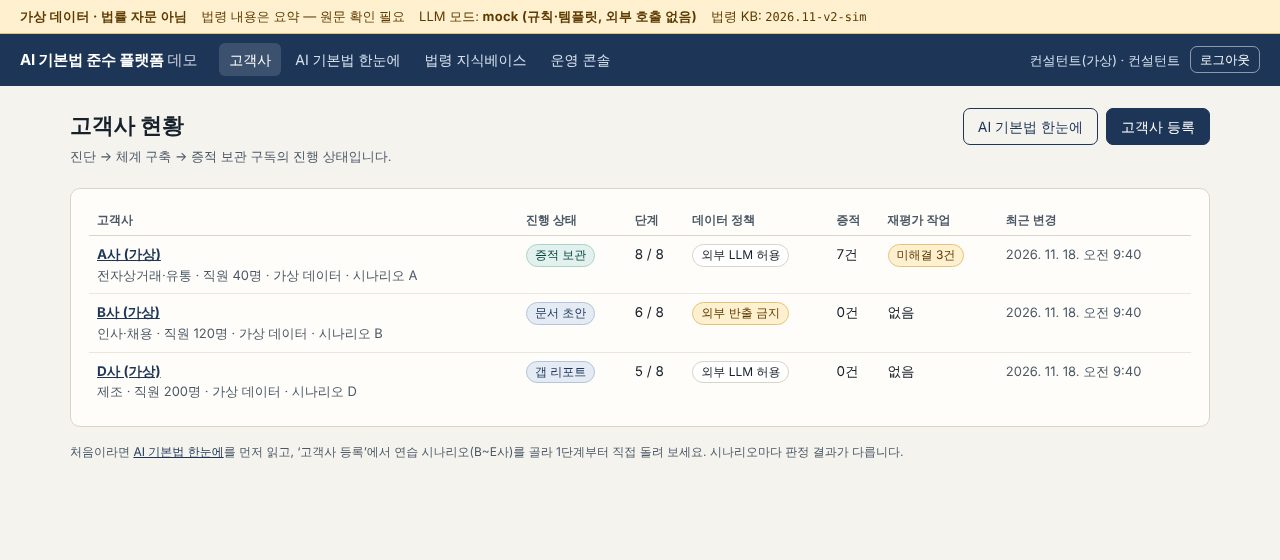 가상 데이터 · 법률 자문 아님 법령 내용은 요약 — 원문 확인 필요 LLM 모드: mock (규칙·템플릿, 외부 호출 없음) 법령 KB: 2026.11-v2-sim
AI 기본법 준수 플랫폼 데모 고객사 AI 기본법 한눈에 법령 지식베이스 운영 콘솔 컨설턴트(가상) · 컨설턴트 로그아웃
고객사 현황 AI 기본법 한눈에 고객사 등록
진단 → 체계 구축 → 증적 보관 구독의 진행 상태입니다.
고객사 진행 상태 단계 데이터 정책 증적 재평가 작업 최근 변경
A사 (가상) 증적 보관 8 / 8 외부 LLM 허용 7건 미해결 3건 2026. 11. 18. 오전 9:40
전자상거래·유통 · 직원 40명 · 가상 데이터 · 시나리오 A
B사 (가상) 문서 초안 6 / 8 외부 반출 금지 0건 없음 2026. 11. 18. 오전 9:40
인사·채용 · 직원 120명 · 가상 데이터 · 시나리오 B
D사 (가상) 갭 리포트 5 / 8 외부 LLM 허용 0건 없음 2026. 11. 18. 오전 9:40
제조 · 직원 200명 · 가상 데이터 · 시나리오 D
처음이라면 AI 기본법 한눈에를 먼저 읽고, '고객사 등록'에서 연습 시나리오(B~E사)를 골라 1단계부터 직접 돌려 보세요. 시나리오마다 판정 결과가 다릅니다.